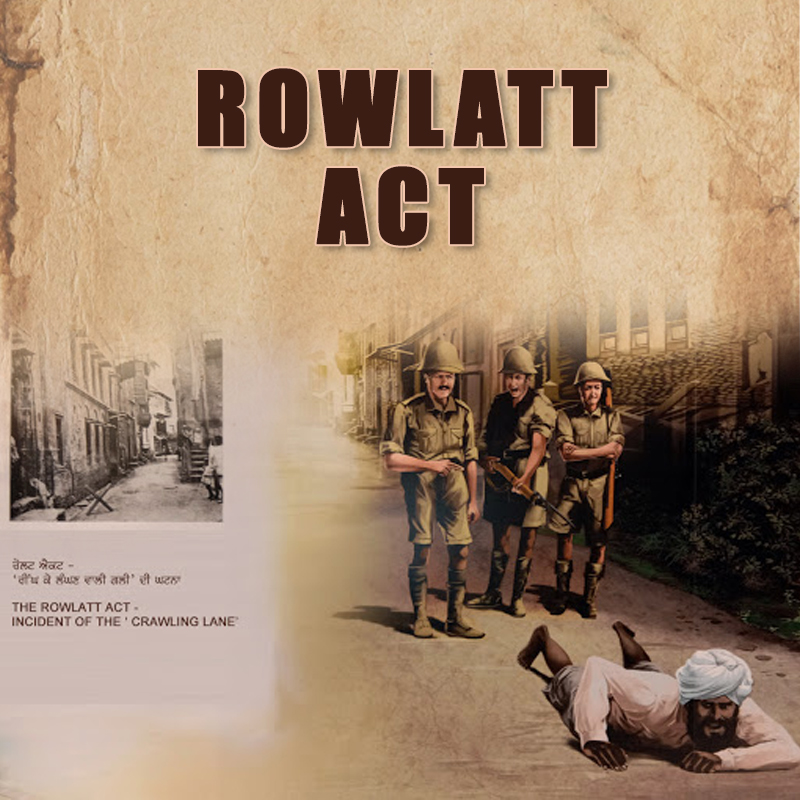 ROWLATT
ACT
ਰੋਲਟ ਐਕਟ –
'ਰੀਂਘ ਕੇ ਲੰਘਣ ਵਾਲੀ ਗਲੀ' ਦੀ ਘਟਨਾ
THE ROWLATT ACT -
INCIDENT OF THE ' CRAWLING LANE'